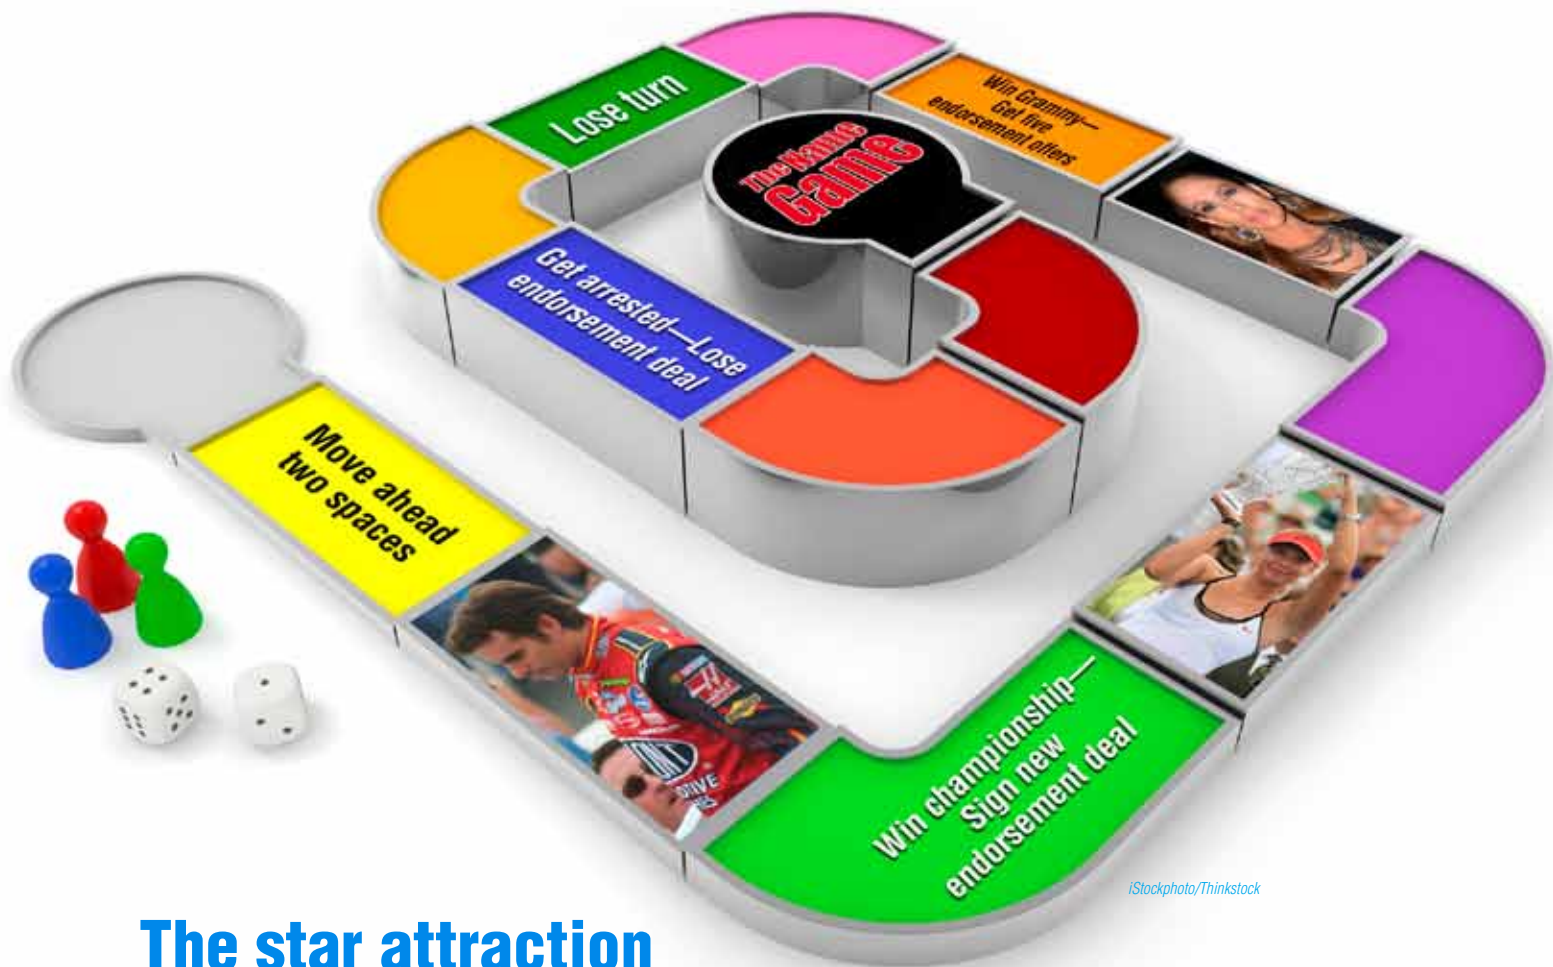 Lose turn
Win Grammy—
Get five
endorsement offers
The Name
Game
Get arrested—Lose
endorsement deal
Move ahead
two spaces
Win championship—
Sign new
endorsement deal
iStockphoto/Thinkstock
The star attraction